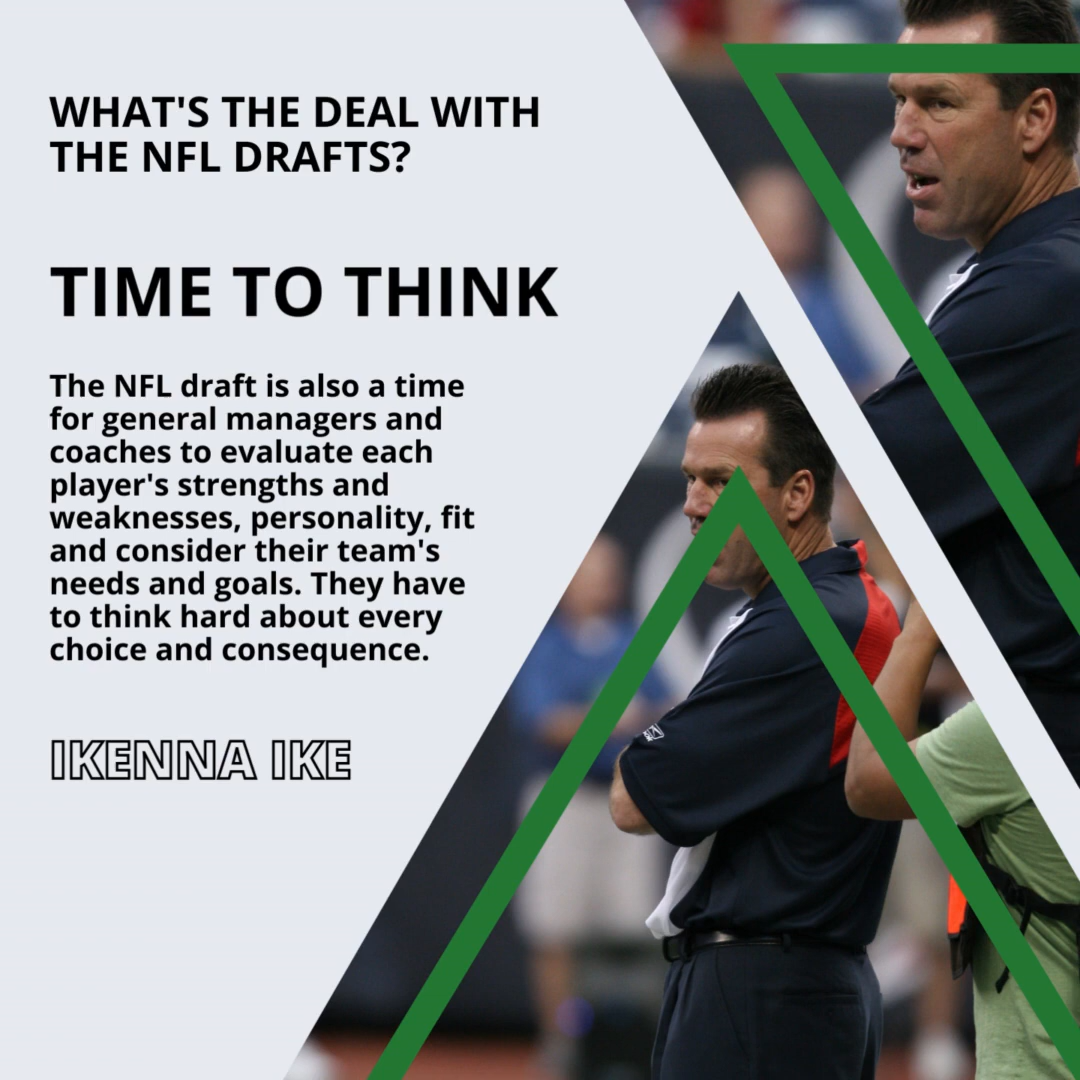 WHAT'S THE DEAL WITH
THE NFL DRAFTS?
TIME TO THINK
The NFL draft is also a time
for general managers and
coaches to evaluate each
player's strengths and
weaknesses, personality, fit
and consider their team's
needs and goals. They have
to think hard about every
choice and consequence.
IKENNA IKE